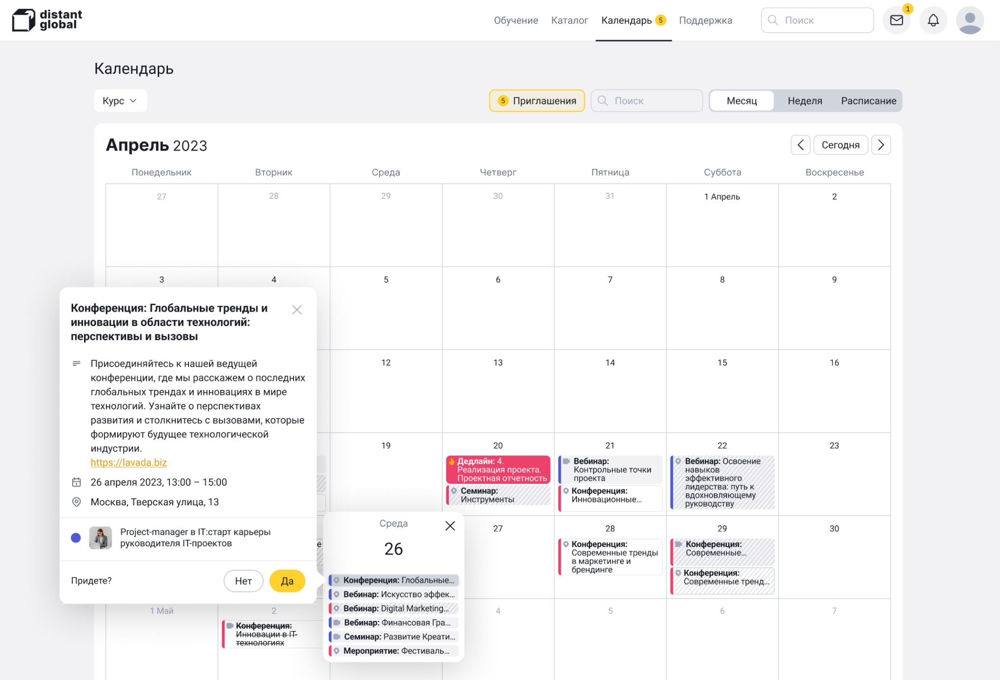 distant
global
Обучение
Каталог
Календарь 5
Поддержка
Поиск
1
Календарь
Курс
5 Приглашения
Поиск
Месяц
Неделя
Расписание
Апрель 2023
Сегодня
Понедельник
Вторник
Среда
Четверг
Пятница
Суббота
Воскресенье
27
28
29
30
31
1 Апрель
2
3
4
5
6
7
8
9
Конференция: Глобальные тренды и
инновации в области технологий:
перспективы и вызовы
Присоединяйтесь к нашей ведущей
конференции, где мы расскажем о последних
глобальных трендах и инновациях в мире
технологий. Узнайте о перспективах
развития и столкнитесь с вызовами, которые
формируют будущее технологической
индустрии.
https://lavada.biz
26 апреля 2023, 13:00 – 15:00
Москва, Тверская улица, 13
Project-manager в IT:старт карьеры
руководителя IT-проектов
Придете?
Нет
Да
12
13
14
15
16
19
20
Дедлайн: 4.
Реализация проекта.
Проектная отчетность
Семинар:
Инструменты
21
Вебинар:
Контрольные точки
проекта
Конференция:
Инновационные...
22
Вебинар: Освоение
навыков
эффективного
лидерства: путь к
вдохновляющему
руководству
23
е
Среда
26
Конференция: Глобальные...
Вебинар: Искусство эффек...
Вебинар: Digital Marketing...
Вебинар: Финансовая Гра...
Семинар: Развитие Креати...
Мероприятие: Фестиваль...
27
28
Конференция:
Современные тренды
в маркетинге и
брендинге
29
Конференция:
Современные...
Конференция:
Современные тренд...
30
1 Май
2
Конференция:
Инновации в IT-
технологиях
4
5
6
7